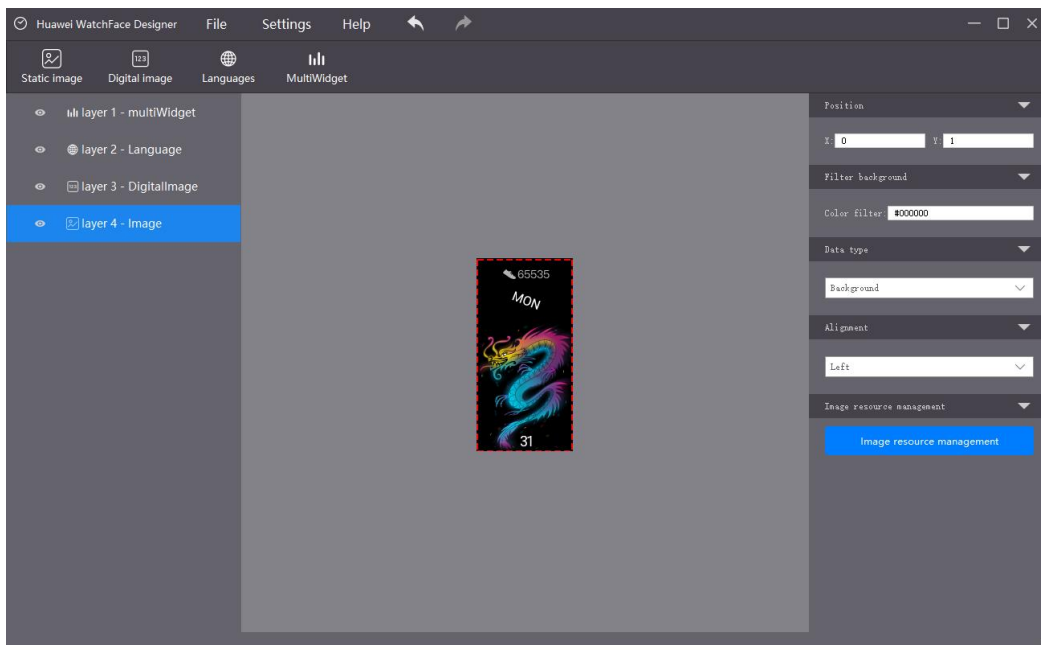 Huawei WatchFace Designer File Settings Help
Static image Digital image Languages MultiWidget
layer 1 - multiWidget
layer 2 - Language
layer 3 - DigitalImage
layer 4 - Image
65535
MON
31
Position
X: 0 Y: 1
Filter background
Color filter: #000000
Data type
Background
Alignment
Left
Image resource management
Image resource management